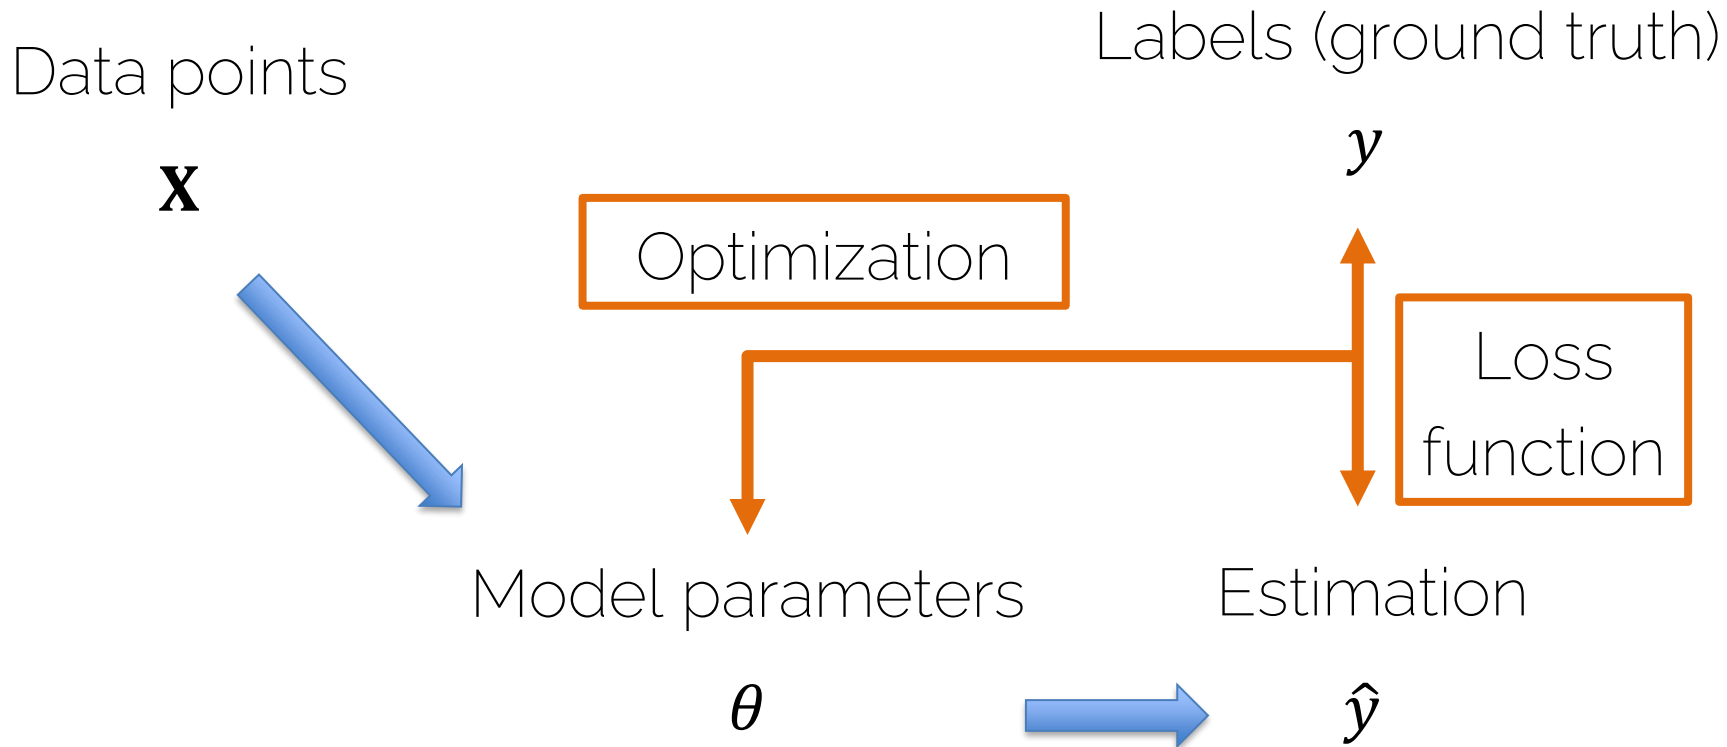 Data points
𝐱
Labels (ground truth)
y
Optimization
Loss
function
Model parameters
θ
Estimation
ŷ